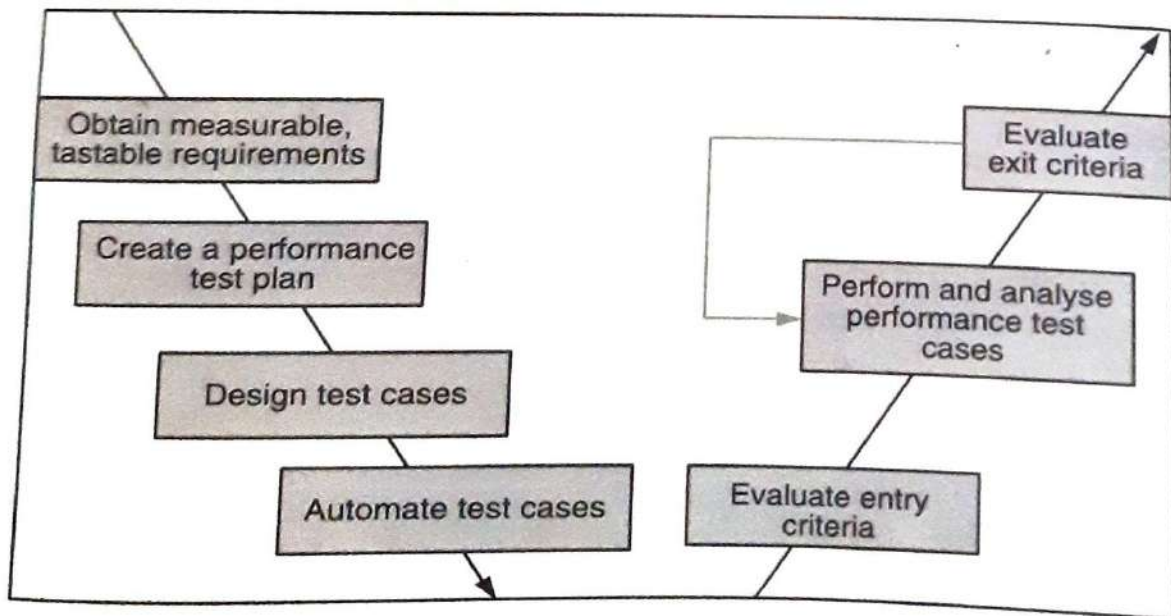 Obtain measurable,
tastable requirements
Create a performance
test plan
Design test cases
Automate test cases
Evaluate
exit criteria
Perform and analyse
performance test
cases
Evaluate entry
criteria